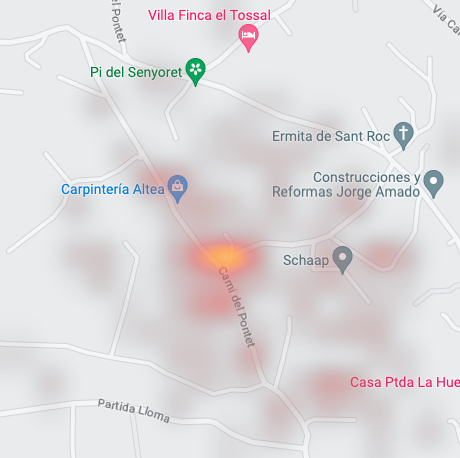 del Pontet
Villa Finca el Tossal
Via Ca
Pi del Senyoret
Ermita de Sant Roc
Construcciones y
Reformas Jorge Amado
Carpintería Altea
Schaap
Camí del Pontet
Casa Ptda La Hue
Partida Lloma